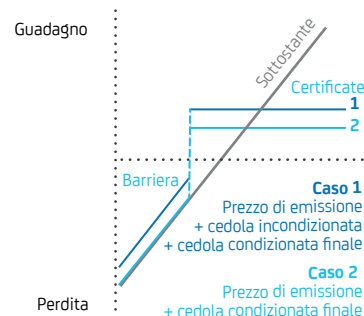 Guadagno
Sottostante
Certificate
1
2
Barriera
Caso 1
Prezzo di emissione
+ cedola incondizionata
+ cedola condizionata finale
Caso 2
Prezzo di emissione
+ cedola condizionata finale
Perdita